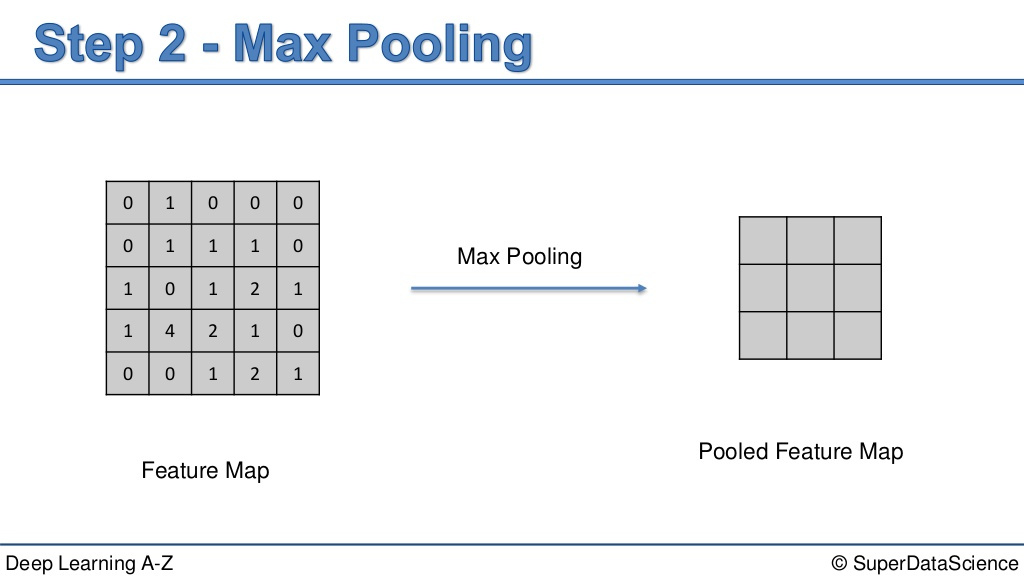 Step 2 - Max Pooling
0 1 0 0 0
0 1 1 1 0
1 0 1 2 1
1 4 2 1 0
0 0 1 2 1
Feature Map
Max Pooling
Pooled Feature Map
Deep Learning A-Z
© SuperDataScience